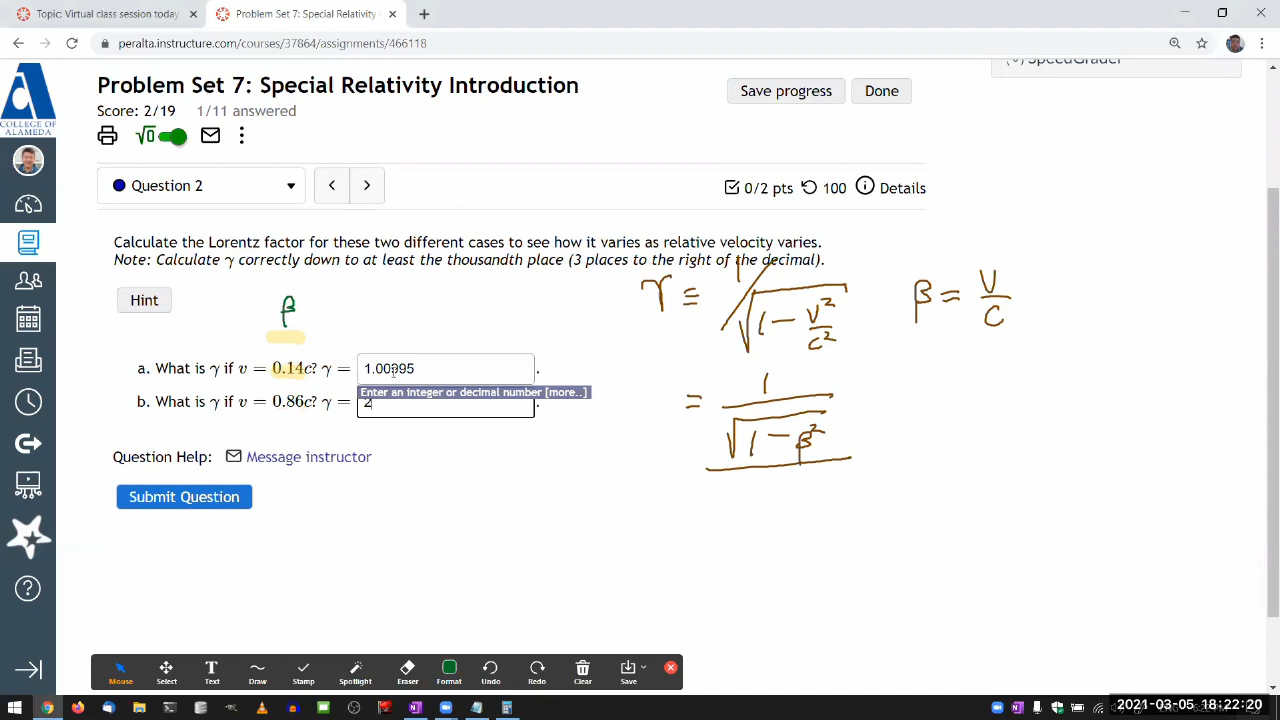 Topic: Virtual class session today
Problem Set 7: Special Relativity
peralta.instructure.com/courses/37864/assignments/466118
SpeedGrader
COLLEGE OF
ALAMEDA
Problem Set 7: Special Relativity Introduction
Save progress
Done
Score: 2/19 1/11 answered
√0
Question 2
0/2 pts
100
Details
Calculate the Lorentz factor for these two different cases to see how it varies as relative velocity varies.
Note: Calculate γ correctly down to at least the thousandth place (3 places to the right of the decimal).
Hint
β
γ ≡ 1/√(1 − v²/c²)
β = v/c
= 1/√(1 − β²)
a. What is γ if v = 0.14c? γ = 1.00995 .
Enter an integer or decimal number [more..]
b. What is γ if v = 0.86c? γ = 2 .
Question Help: Message instructor
Submit Question
Mouse
Select
Text
Draw
Stamp
Spotlight
Eraser
Format
Undo
Redo
Clear
Save
2021-03-05 18:22:20